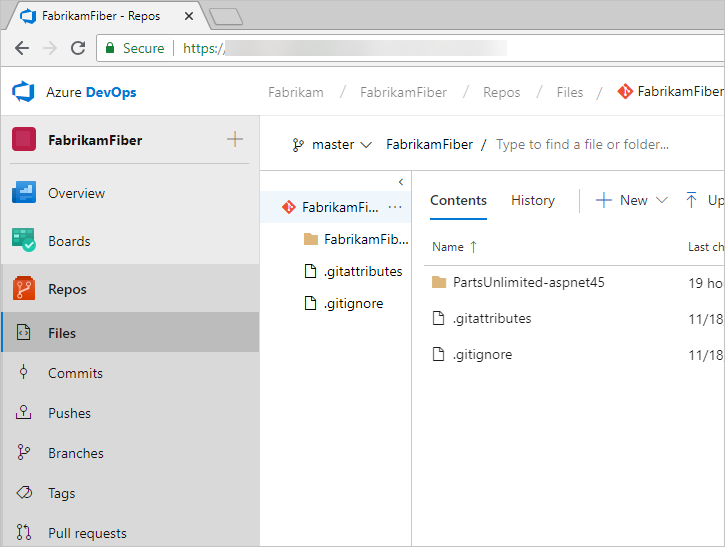 FabrikamFiber - Repos
Secure https://
Azure DevOps
Fabrikam / FabrikamFiber / Repos / Files / FabrikamFiber
FabrikamFiber
master FabrikamFiber / Type to find a file or folder...
Overview
Boards
Repos
Files
Commits
Pushes
Branches
Tags
Pull requests
FabrikamFi... ...
FabrikamFib...
.gitattributes
.gitignore
Contents History New Up
Name ↑ Last ch
PartsUnlimited-aspnet45 19 ho
.gitattributes 11/18
.gitignore 11/18